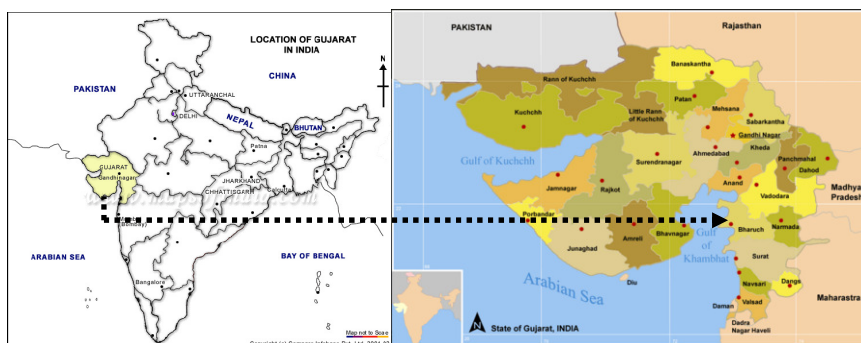 LOCATION OF GUJARAT
IN INDIA
N
PAKISTAN
CHINA
UTTARANCHAL
DELHI
NEPAL
BHUTAN
Patna
GUJARAT
Gandhinagar
JHARKHAND
CHHATTISGARH
Calcutta
(Bombay)
ARABIAN SEA
BAY OF BENGAL
Bangalore
Map not to Scale
PAKISTAN
Rajasthan
Banaskantha
Rann of Kuchchh
Patan
Mehsana
Kuchchh
Little Rann
of Kuchchh
Sabarkantha
Gandhi Nagar
Gulf of Kuchchh
Surendranagar
Ahmedabad
Kheda
Panchmahal
Dahod
Jamnagar
Rajkot
Anand
Vadodara
Madhya
Pradesh
Porbandar
Junaghad
Amreli
Bhavnagar
Gulf
of
Khambhat
Bharuch
Narmada
Surat
Arabian Sea
Diu
Navsari
Dangs
Daman
Valsad
Maharastra
Dadra
Nagar Haveli
N
State of Gujarat, INDIA